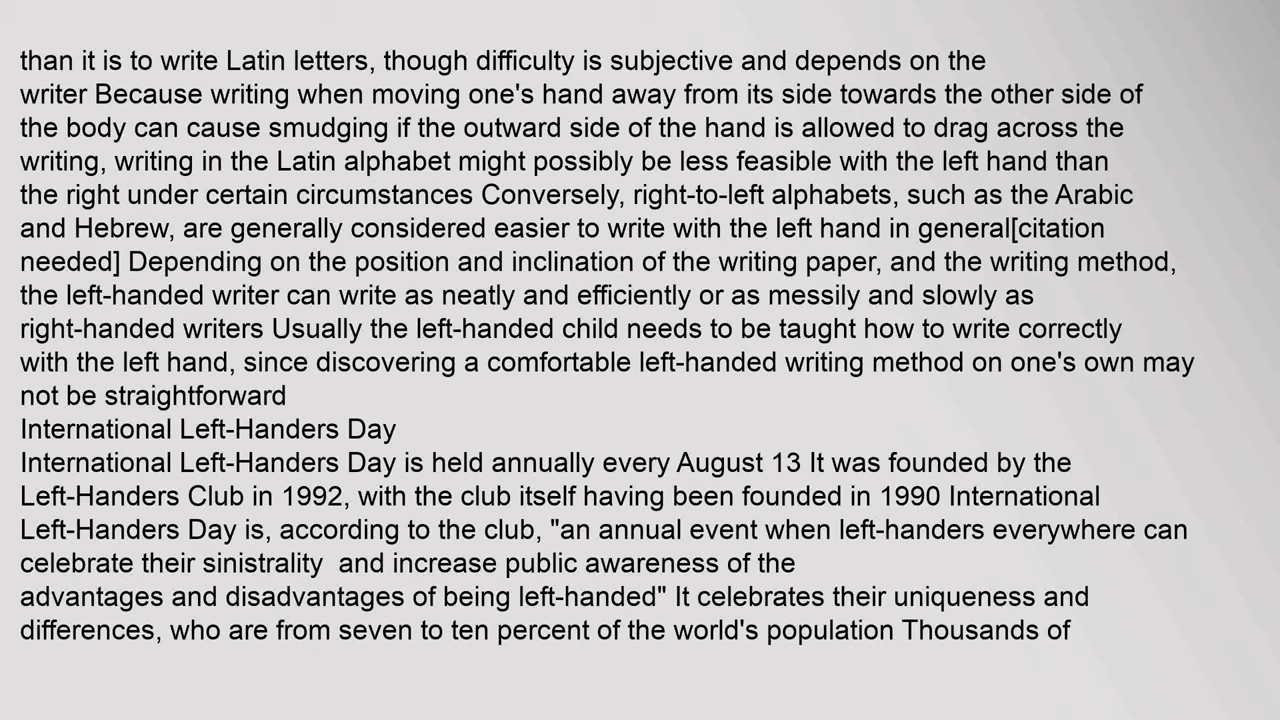 than it is to write Latin letters, though difficulty is subjective and depends on the
writer Because writing when moving one's hand away from its side towards the other side of
the body can cause smudging if the outward side of the hand is allowed to drag across the
writing, writing in the Latin alphabet might possibly be less feasible with the left hand than
the right under certain circumstances Conversely, right-to-left alphabets, such as the Arabic
and Hebrew, are generally considered easier to write with the left hand in general[citation
needed] Depending on the position and inclination of the writing paper, and the writing method,
the left-handed writer can write as neatly and efficiently or as messily and slowly as
right-handed writers Usually the left-handed child needs to be taught how to write correctly
with the left hand, since discovering a comfortable left-handed writing method on one's own may
not be straightforward
International Left-Handers Day
International Left-Handers Day is held annually every August 13 It was founded by the
Left-Handers Club in 1992, with the club itself having been founded in 1990 International
Left-Handers Day is, according to the club, "an annual event when left-handers everywhere can
celebrate their sinistrality  and increase public awareness of the
advantages and disadvantages of being left-handed" It celebrates their uniqueness and
differences, who are from seven to ten percent of the world's population Thousands of